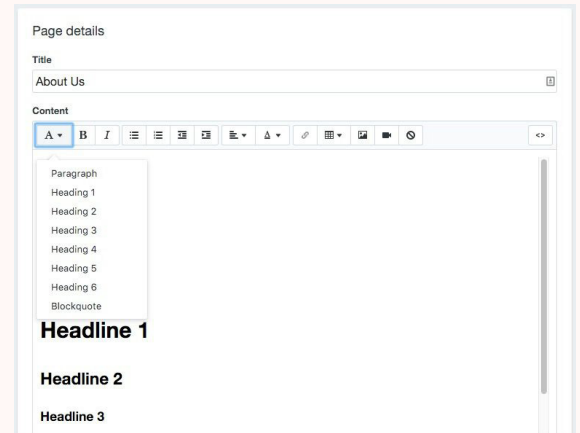 Page details
Title
About Us
Content
A B I A <>
Paragraph
Heading 1
Heading 2
Heading 3
Heading 4
Heading 5
Heading 6
Blockquote
Headline 1
Headline 2
Headline 3